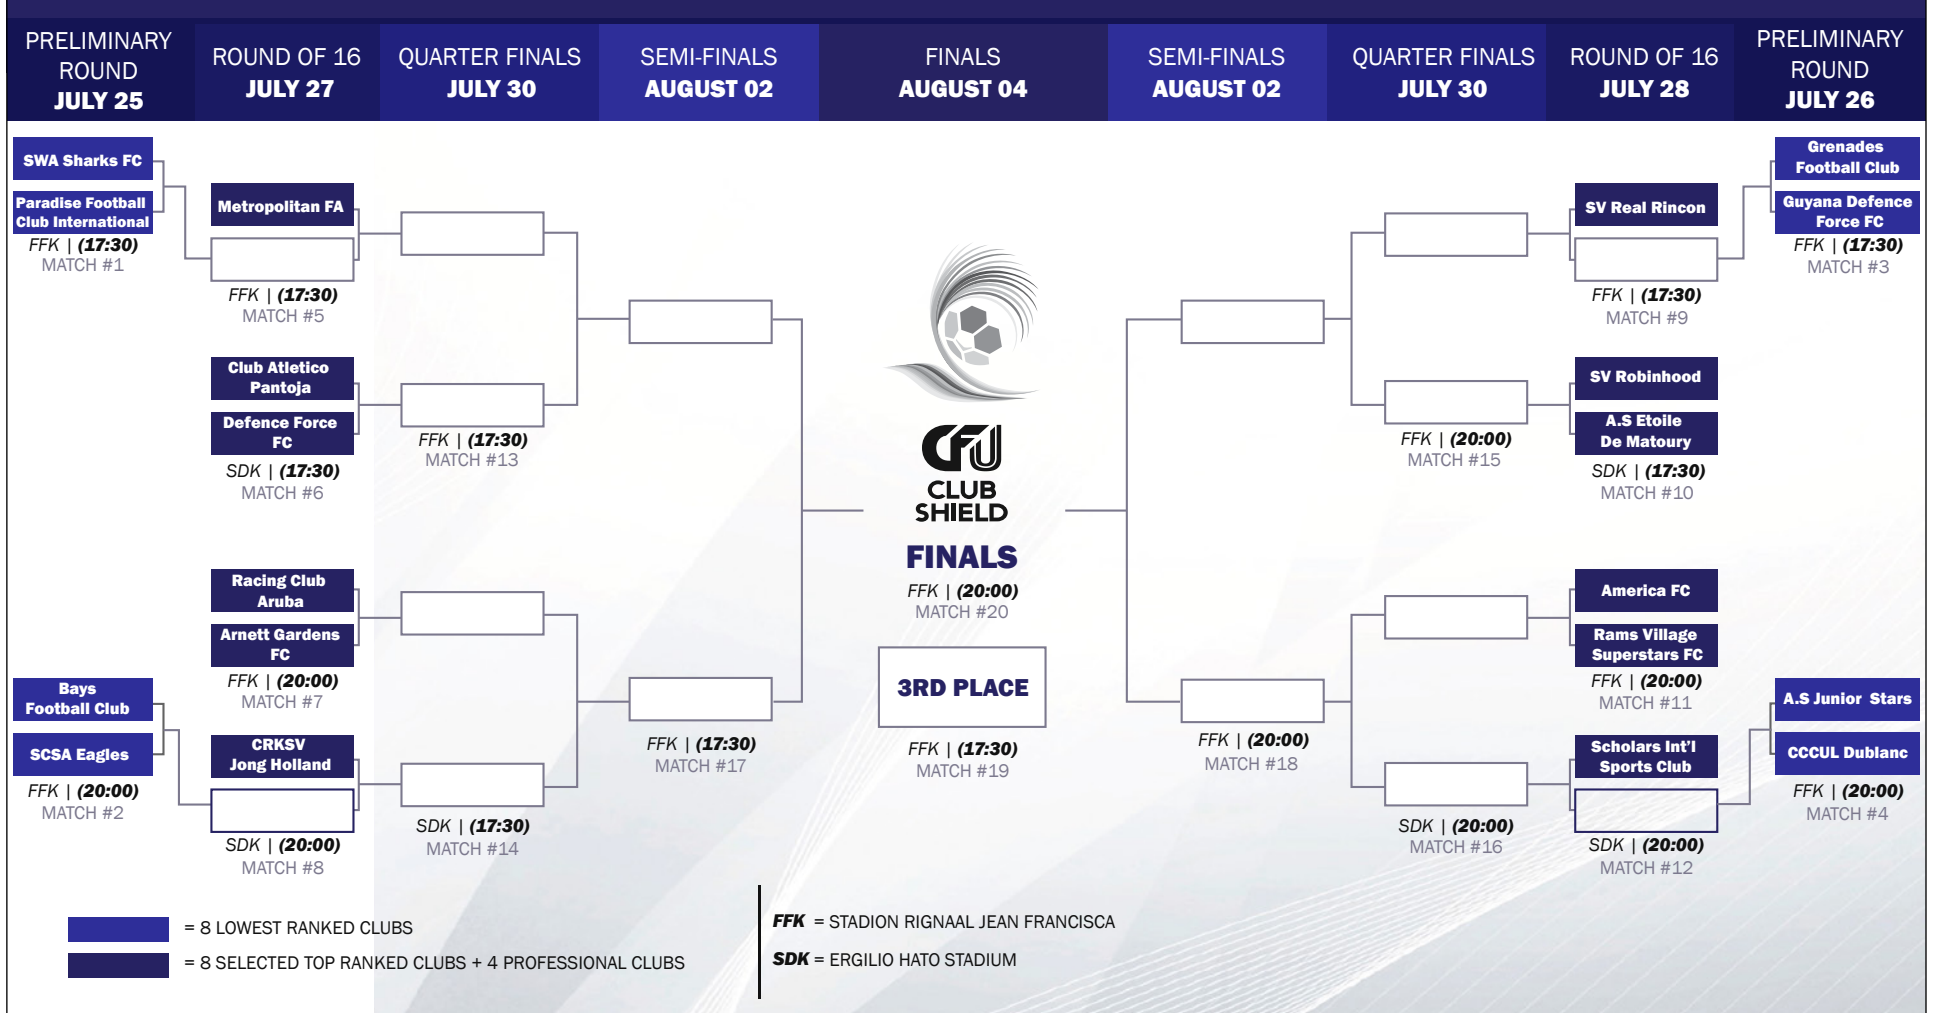 PRELIMINARY
ROUND
JULY 25
ROUND OF 16
JULY 27
QUARTER FINALS
JULY 30
SEMI-FINALS
AUGUST 02
FINALS
AUGUST 04
SEMI-FINALS
AUGUST 02
QUARTER FINALS
JULY 30
ROUND OF 16
JULY 28
PRELIMINARY
ROUND
JULY 26
SWA Sharks FC
Paradise Football
Club International
FFK | (17:30)
MATCH #1
Bays
Football Club
SCSA Eagles
FFK | (20:00)
MATCH #2
Metropolitan FA
FFK | (17:30)
MATCH #5
Club Atletico
Pantoja
Defence Force
FC
SDK | (17:30)
MATCH #6
Racing Club
Aruba
Arnett Gardens
FC
FFK | (20:00)
MATCH #7
CRKSV
Jong Holland
SDK | (20:00)
MATCH #8
FFK | (17:30)
MATCH #13
SDK | (17:30)
MATCH #14
FFK | (17:30)
MATCH #17
CFU
CLUB
SHIELD
FINALS
FFK | (20:00)
MATCH #20
3RD PLACE
FFK | (17:30)
MATCH #19
FFK | (20:00)
MATCH #18
FFK | (20:00)
MATCH #15
SDK | (20:00)
MATCH #16
SV Real Rincon
FFK | (17:30)
MATCH #9
SV Robinhood
A.S Etoile
De Matoury
SDK | (17:30)
MATCH #10
America FC
Rams Village
Superstars FC
FFK | (20:00)
MATCH #11
Scholars Int'l
Sports Club
SDK | (20:00)
MATCH #12
Grenades
Football Club
Guyana Defence
Force FC
FFK | (17:30)
MATCH #3
A.S Junior Stars
CCCUL Dublanc
FFK | (20:00)
MATCH #4
= 8 LOWEST RANKED CLUBS
= 8 SELECTED TOP RANKED CLUBS + 4 PROFESSIONAL CLUBS
FFK = STADION RIGNAAL JEAN FRANCISCA
SDK = ERGILIO HATO STADIUM